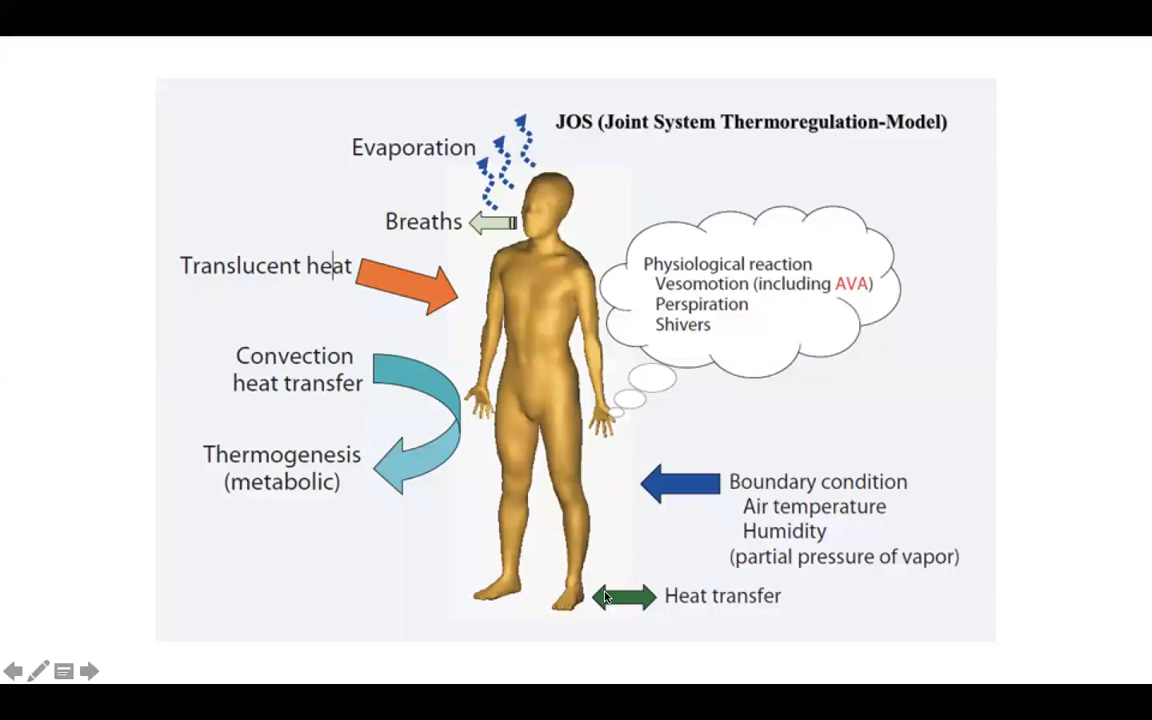 JOS (Joint System Thermoregulation-Model)
Evaporation
Breaths
Translucent heat
Physiological reaction
Vesomotion (including AVA)
Perspiration
Shivers
Convection
heat transfer
Thermogenesis
(metabolic)
Boundary condition
Air temperature
Humidity
(partial pressure of vapor)
Heat transfer